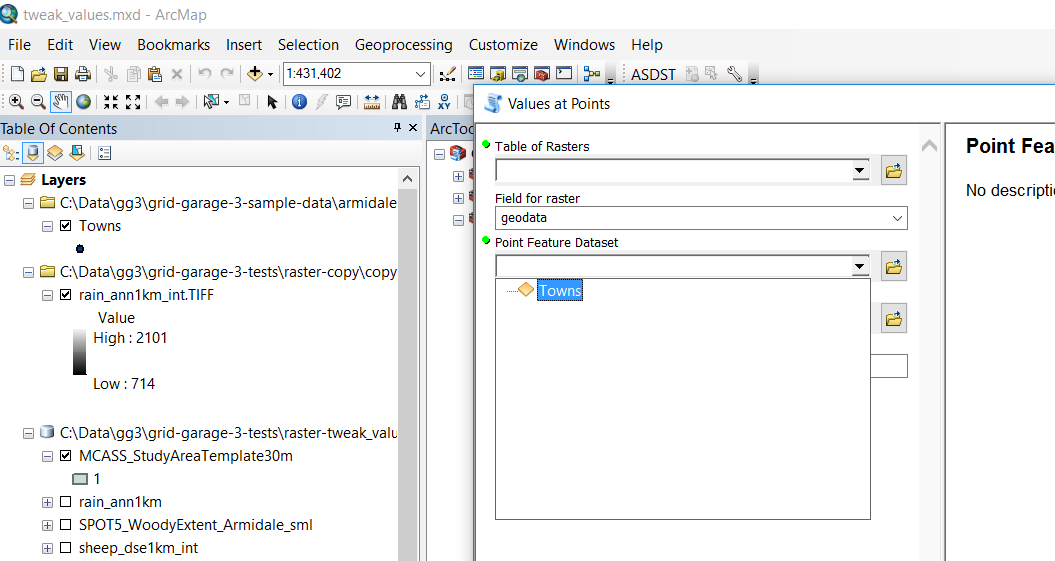 tweak_values.mxd - ArcMap
File Edit View Bookmarks Insert Selection Geoprocessing Customize Windows Help
1:431,402
ASDST
Table Of Contents
ArcToo
Layers
C:\Data\gg3\grid-garage-3-sample-data\armidale
Towns
C:\Data\gg3\grid-garage-3-tests\raster-copy\copy
rain_ann1km_int.TIFF
Value
High : 2101
Low : 714
C:\Data\gg3\grid-garage-3-tests\raster-tweak_valu
MCASS_StudyAreaTemplate30m
1
rain_ann1km
SPOT5_WoodyExtent_Armidale_sml
sheep_dse1km_int
Values at Points
Table of Rasters
Field for raster
geodata
Point Feature Dataset
Towns
Point Fea
No descripti